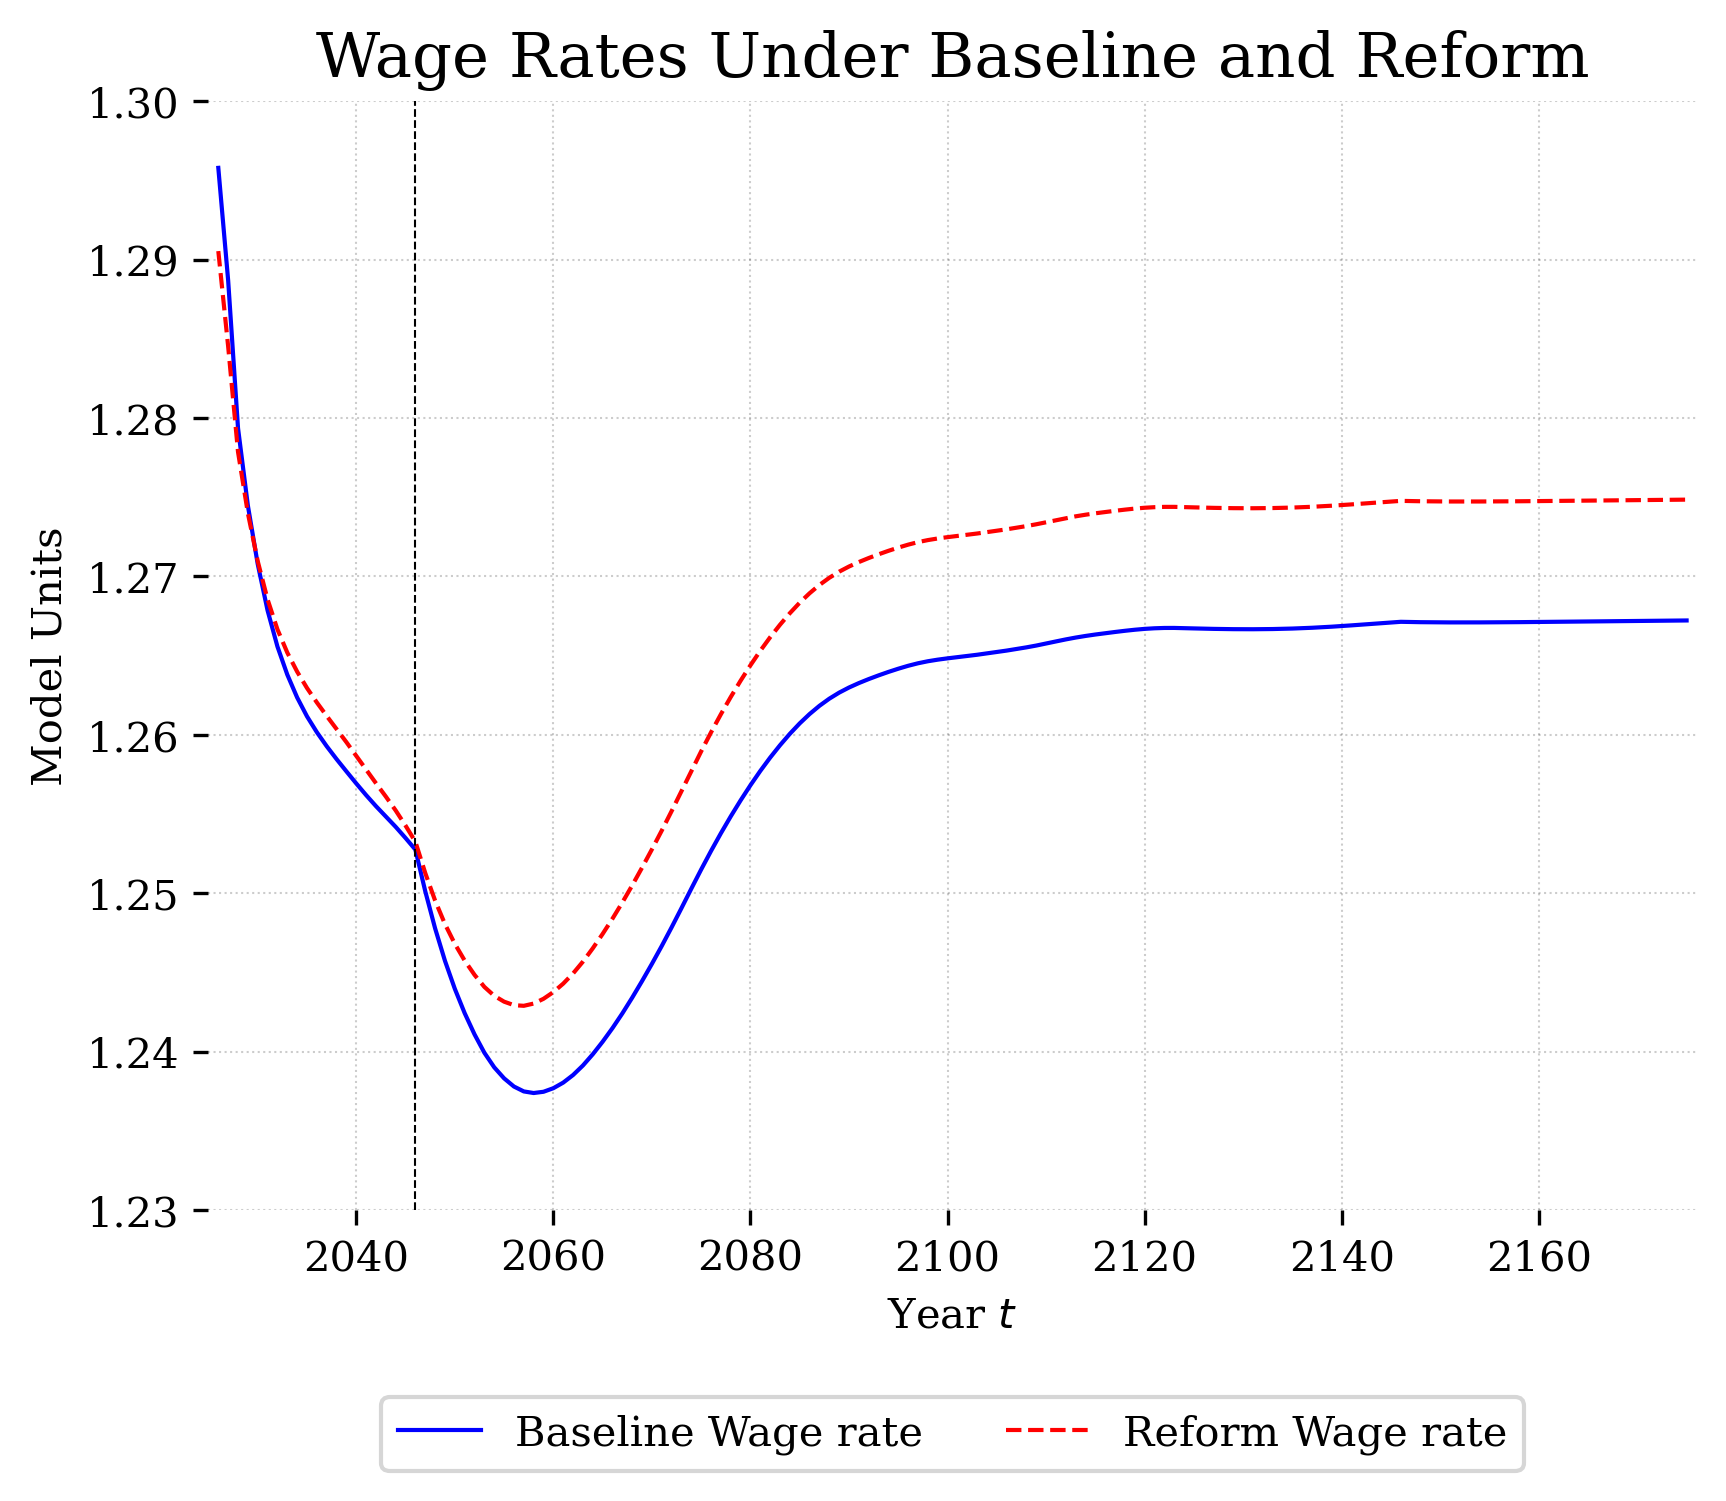 Wage Rates Under Baseline and Reform
1.30
1.29
1.28
1.27
1.26
1.25
1.24
1.23
Model Units
2040 2060 2080 2100 2120 2140 2160
Year t
Baseline Wage rate Reform Wage rate